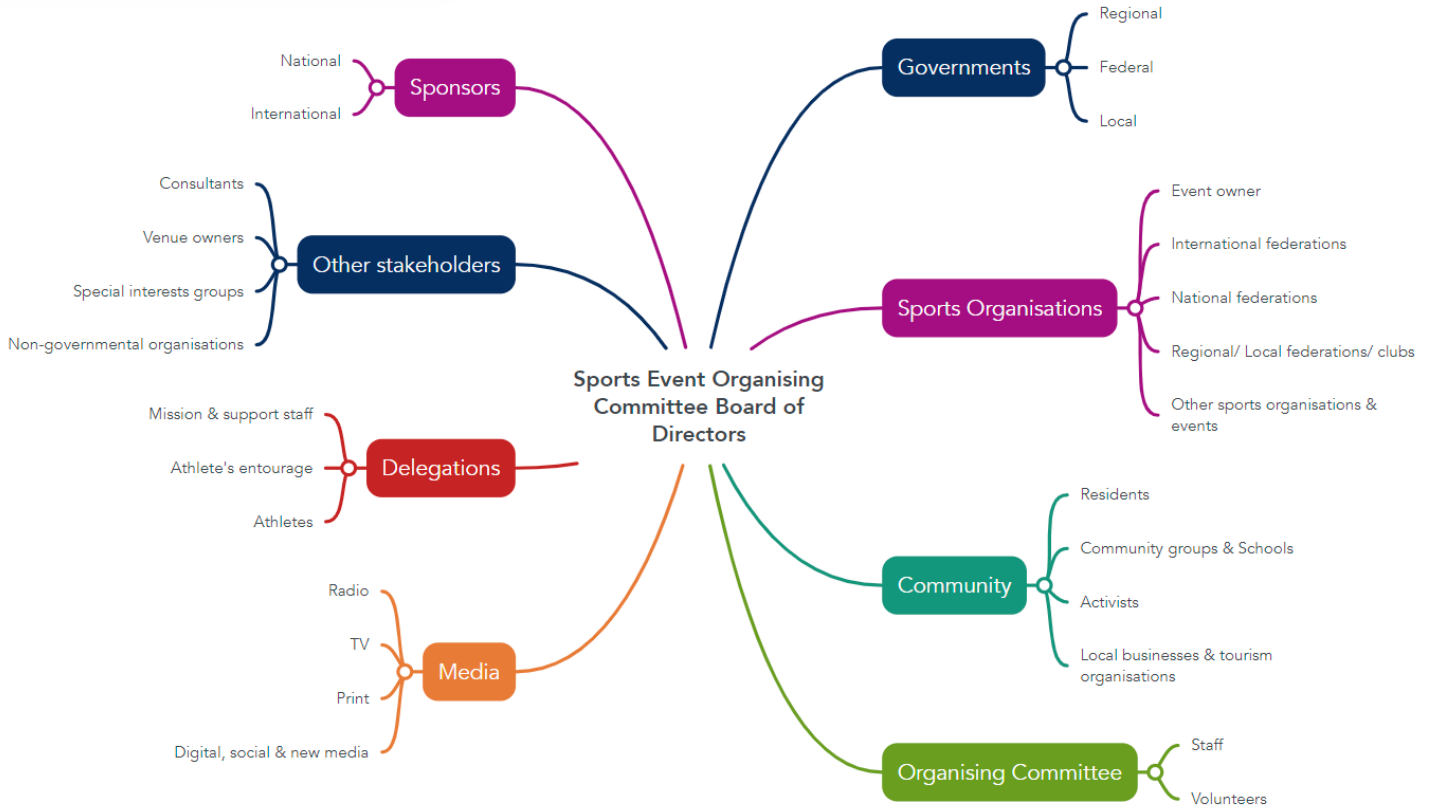 Sports Event Organising
Committee Board of
Directors
Governments
Regional
Federal
Local
Sports Organisations
Event owner
International federations
National federations
Regional/ Local federations/ clubs
Other sports organisations &
events
Community
Residents
Community groups & Schools
Activists
Local businesses & tourism
organisations
Organising Committee
Staff
Volunteers
Sponsors
National
International
Other stakeholders
Consultants
Venue owners
Special interests groups
Non-governmental organisations
Delegations
Mission & support staff
Athlete's entourage
Athletes
Media
Radio
TV
Print
Digital, social & new media